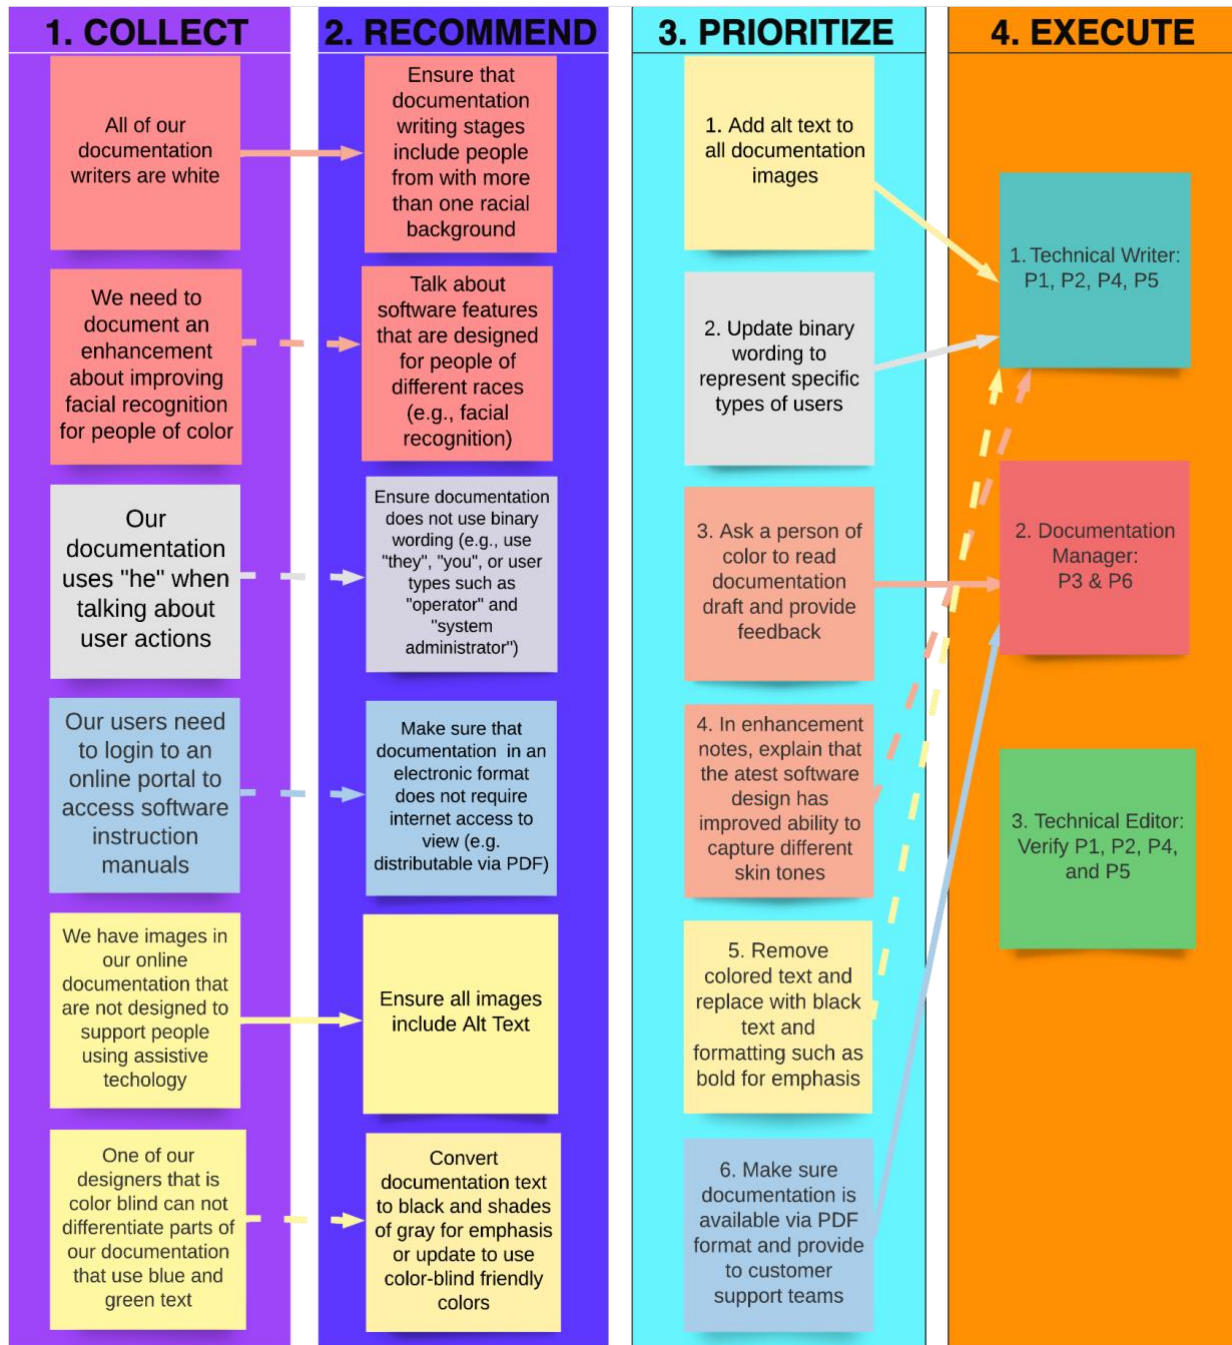 1. COLLECT
All of our
documentation
writers are white
We need to
document an
enhancement
about improving
facial recognition
for people of color
Our
documentation
uses "he" when
talking about
user actions
Our users need
to login to an
online portal to
access software
instruction
manuals
We have images in
our online
documentation that
are not designed to
support people
using assistive
techology
One of our
designers that is
color blind can not
differentiate parts of
our documentation
that use blue and
green text
2. RECOMMEND
Ensure that
documentation
writing stages
include people
from with more
than one racial
background
Talk about
software features
that are designed
for people of
different races
(e.g., facial
recognition)
Ensure documentation
does not use binary
wording (e.g., use
"they", "you", or user
types such as
"operator" and
"system
administrator")
Make sure that
documentation in an
electronic format
does not require
internet access to
view (e.g.
distributable via PDF)
Ensure all images
include Alt Text
Convert
documentation text
to black and shades
of gray for emphasis
or update to use
color-blind friendly
colors
3. PRIORITIZE
1. Add alt text to
all documentation
images
2. Update binary
wording to
represent specific
types of users
3. Ask a person of
color to read
documentation
draft and provide
feedback
4. In enhancement
notes, explain that
the atest software
design has
improved ability to
capture different
skin tones
5. Remove
colored text and
replace with black
text and
formatting such as
bold for emphasis
6. Make sure
documentation is
available via PDF
format and provide
to customer
support teams
4. EXECUTE
1. Technical Writer:
P1, P2, P4, P5
2. Documentation
Manager:
P3 & P6
3. Technical Editor:
Verify P1, P2, P4,
and P5